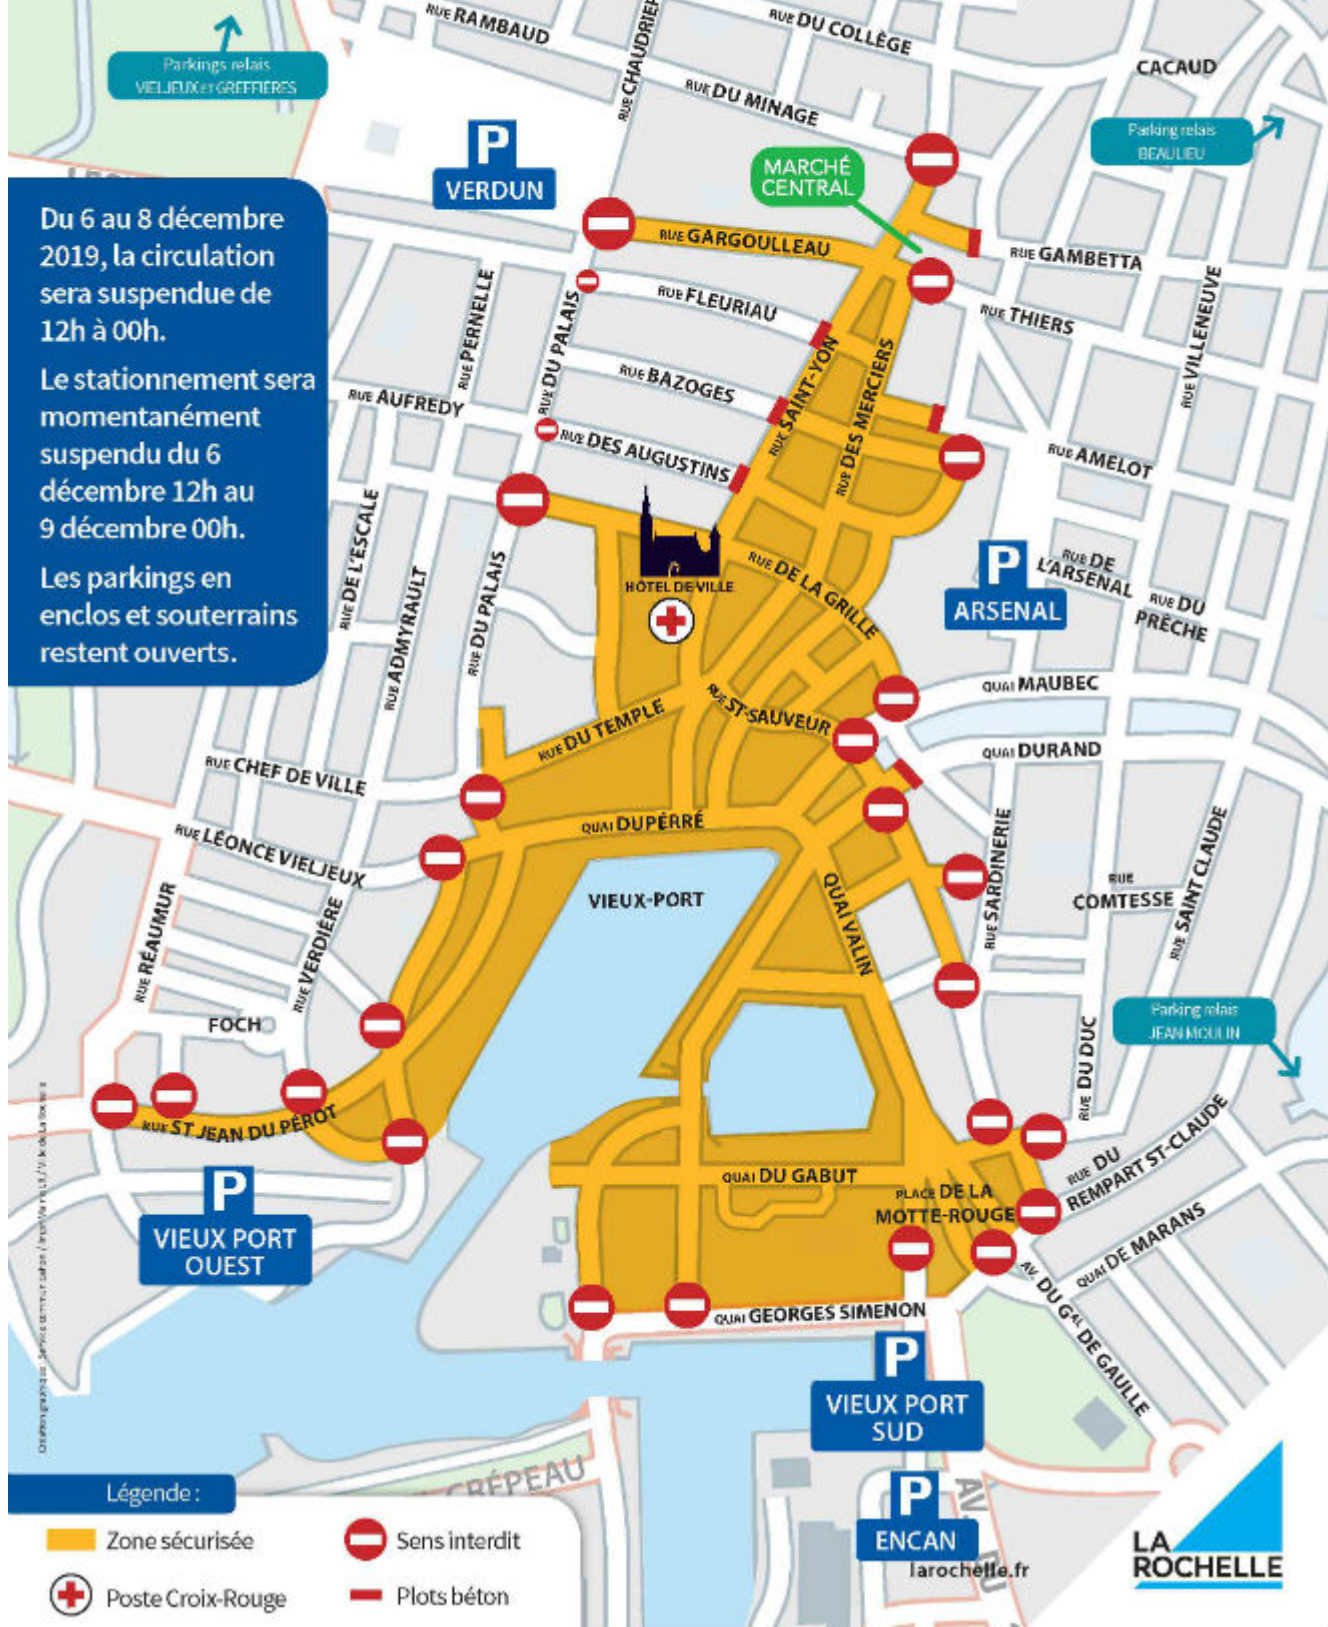 RUE RAMBAUD
RUE CHAUDRIER
RUE DU COLLÈGE
CACAUD
RUE DU MINAGE
Parkings relais
VIELJEUX ET GREFFIÈRES
Parking relais
BEAULIEU
P
VERDUN
MARCHÉ
CENTRAL
Du 6 au 8 décembre
2019, la circulation
sera suspendue de
12h à 00h.
Le stationnement sera
momentanément
suspendu du 6
décembre 12h au
9 décembre 00h.
Les parkings en
enclos et souterrains
restent ouverts.
RUE GARGOULLEAU
RUE GAMBETTA
RUE FLEURIAU
RUE THIERS
RUE VILLENEUVE
RUE PERNELLE
RUE DU PALAIS
RUE BAZOGES
RUE SAINT-YON
RUE DES MERCIERS
RUE AUFREDY
RUE DES AUGUSTINS
RUE AMELOT
RUE DE L'ESCALE
RUE ADMYRAULT
RUE DU PALAIS
HÔTEL DE VILLE
RUE DE LA GRILLE
P
ARSENAL
RUE DE
L'ARSENAL
RUE DU
PRÊCHE
QUAI MAUBEC
RUE ST-SAUVEUR
RUE DU TEMPLE
QUAI DURAND
RUE CHEF DE VILLE
QUAI DUPERRÉ
RUE LÉONCE VIELJEUX
VIEUX-PORT
QUAI VALIN
RUE SARDINERIE
RUE
COMTESSE
RUE SAINT CLAUDE
RUE RÉAUMUR
RUE VERDIÈRE
FOCH
Parking relais
JEAN MOULIN
RUE DU DUC
RUE ST JEAN DU PÉROT
RUE DU
REMPART ST-CLAUDE
QUAI DU GABUT
PLACE DE LA
MOTTE-ROUGE
P
VIEUX PORT
OUEST
QUAI DE MARANS
AV. DU GAL DE GAULLE
QUAI GEORGES SIMENON
P
VIEUX PORT
SUD
CRÉPEAU
AV.
DU
P
ENCAN
larochelle.fr
LA
ROCHELLE
Légende :
Zone sécurisée
Sens interdit
Poste Croix-Rouge
Plots béton